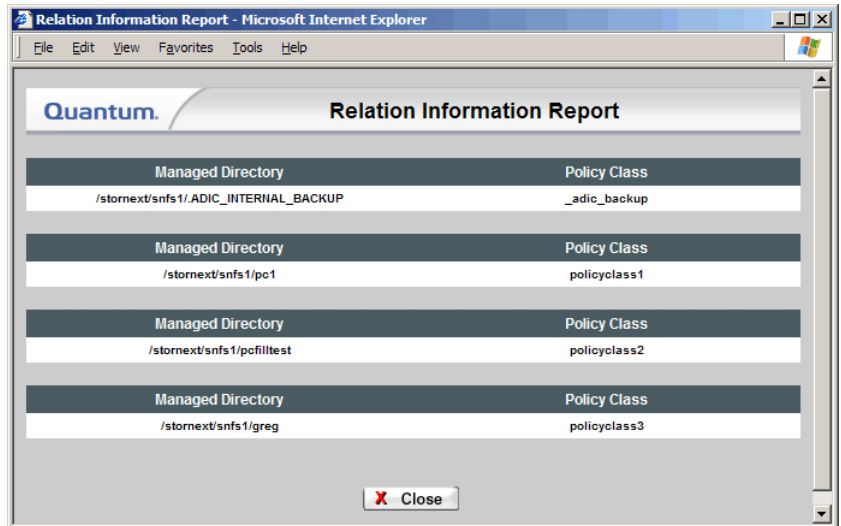 Relation Information Report - Microsoft Internet Explorer
File Edit View Favorites Tools Help
Quantum. Relation Information Report
Managed Directory Policy Class
/stornext/snfs1/.ADIC_INTERNAL_BACKUP _adic_backup
Managed Directory Policy Class
/stornext/snfs1/pc1 policyclass1
Managed Directory Policy Class
/stornext/snfs1/pcfilltest policyclass2
Managed Directory Policy Class
/stornext/snfs1/greg policyclass3
X Close